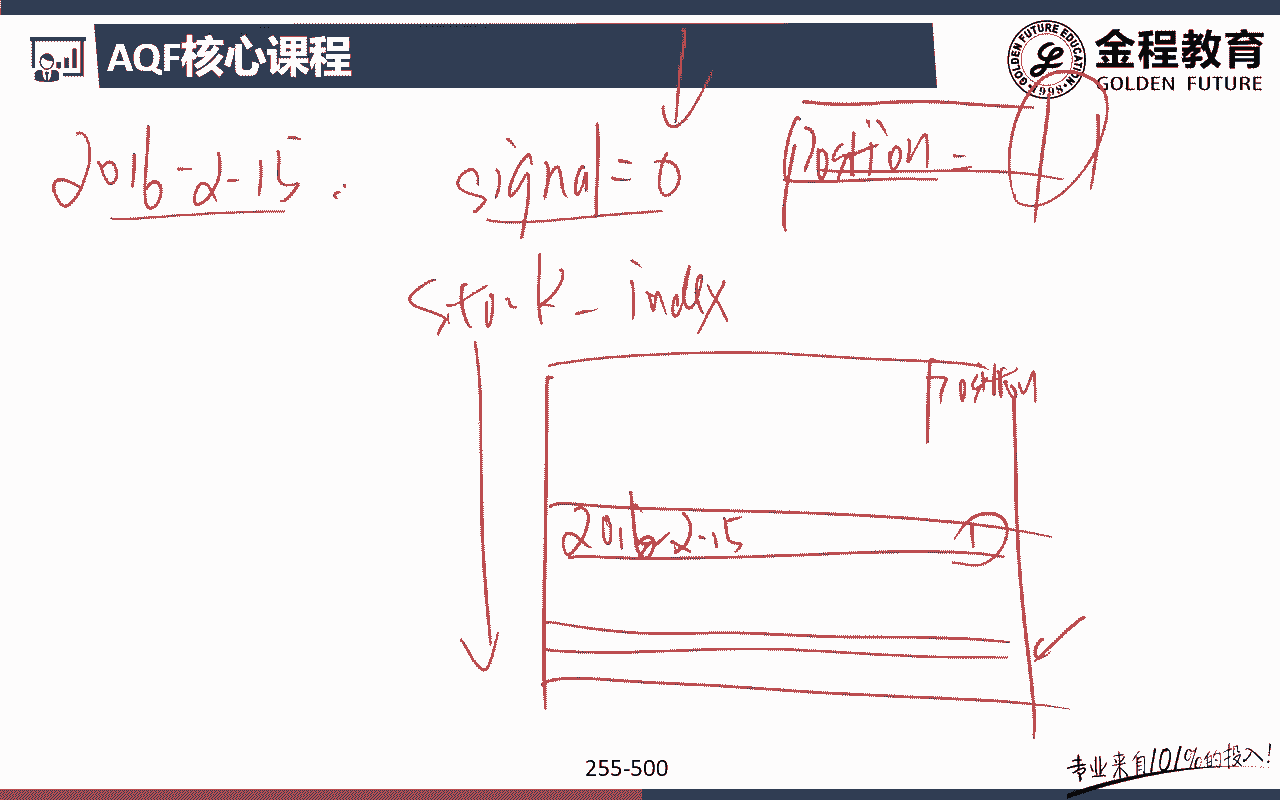 AQF核心课程
金程教育
GOLDEN FUTURE
GOLDEN FUTURE EDUCATION
1998
2016-2-15.
signal=0
Position = 1
Stock_index
Position
2016-2-15 1
255-500
专业来自101%的投入!